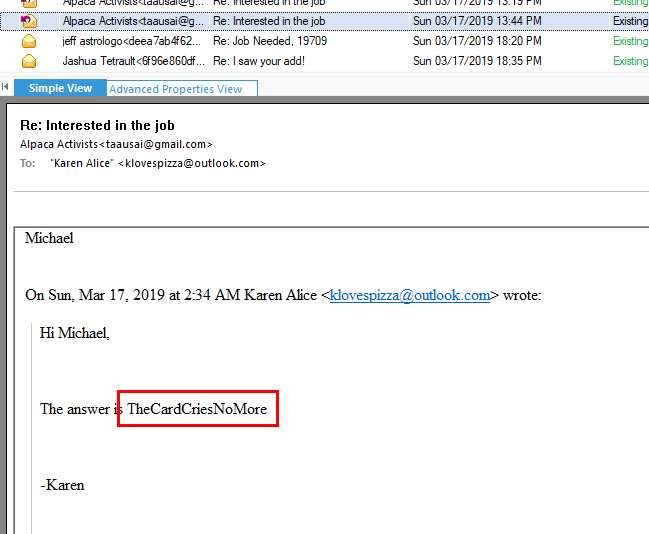 Alpaca Activists<taausai@g... Re: Interested in the job Sun 03/17/2019 13:19 PM Existing
Alpaca Activists<taausai@g... Re: Interested in the job Sun 03/17/2019 13:44 PM Existing
jeff astrologo<deea7ab4f62... Re: Job Needed, 19709 Sun 03/17/2019 18:20 PM Existing
Jashua Tetrault<6f96e860df... Re: I saw your add! Sun 03/17/2019 18:35 PM Existing
Simple View Advanced Properties View
Re: Interested in the job
Alpaca Activists<taausai@gmail.com>
To: "Karen Alice" <klovespizza@outlook.com>
Michael
On Sun, Mar 17, 2019 at 2:34 AM Karen Alice <klovespizza@outlook.com> wrote:
Hi Michael,
The answer is TheCardCriesNoMore
-Karen